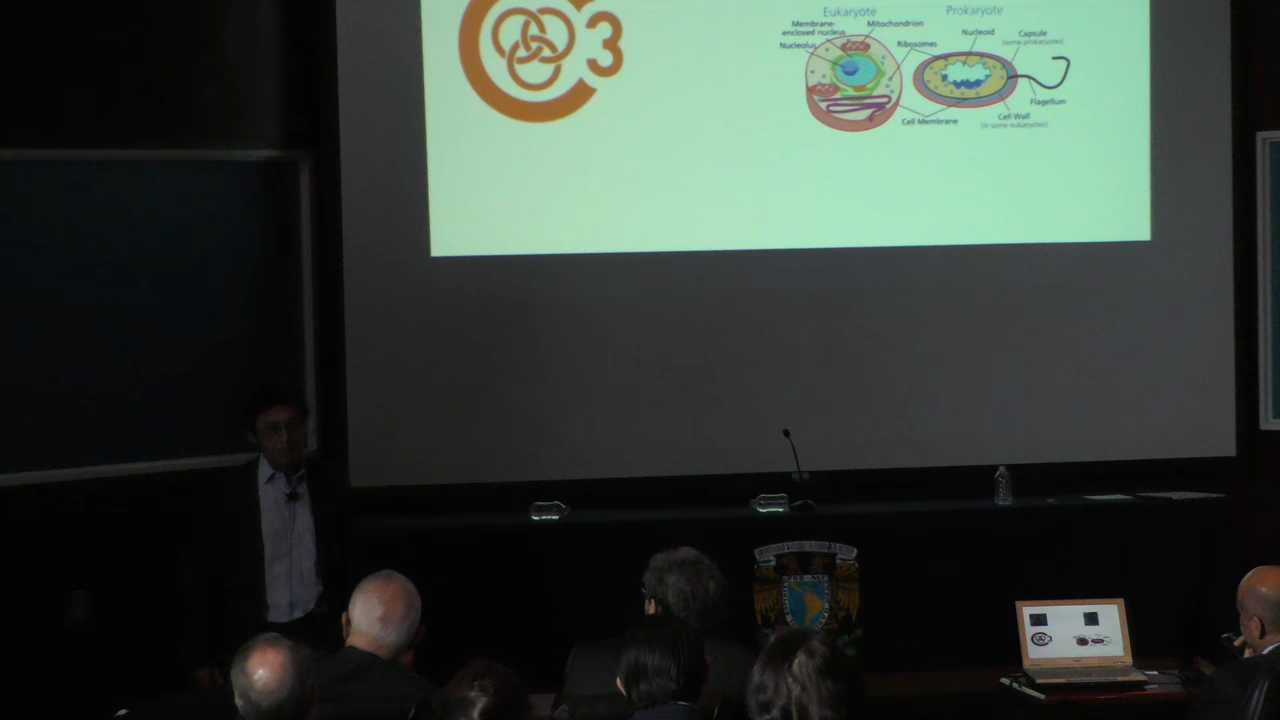 3
Eukaryote
Prokaryote
Membrane-
enclosed nucleus
Mitochondrion
Nucleolus
Ribosomes
Nucleoid
Capsule
(some prokaryotes)
Flagellum
Cell Membrane
Cell Wall
(in some eukaryotes)